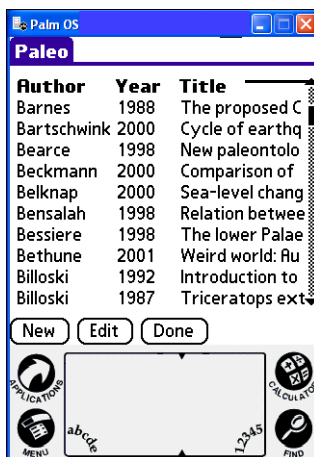 Palm OS
Paleo
Author Year Title
Barnes 1988 The proposed C
Bartschwink 2000 Cycle of earthq
Bearce 1998 New paleontolo
Beckmann 2000 Comparison of
Belknap 2000 Sea-level chang
Bensalah 1998 Relation betwee
Bessiere 1998 The lower Palae
Bethune 2001 Weird world: Au
Billoski 1992 Introduction to
Billoski 1987 Triceratops ext
New Edit Done
APPLICATIONS CALCULATOR
MENU abcde 12345 FIND